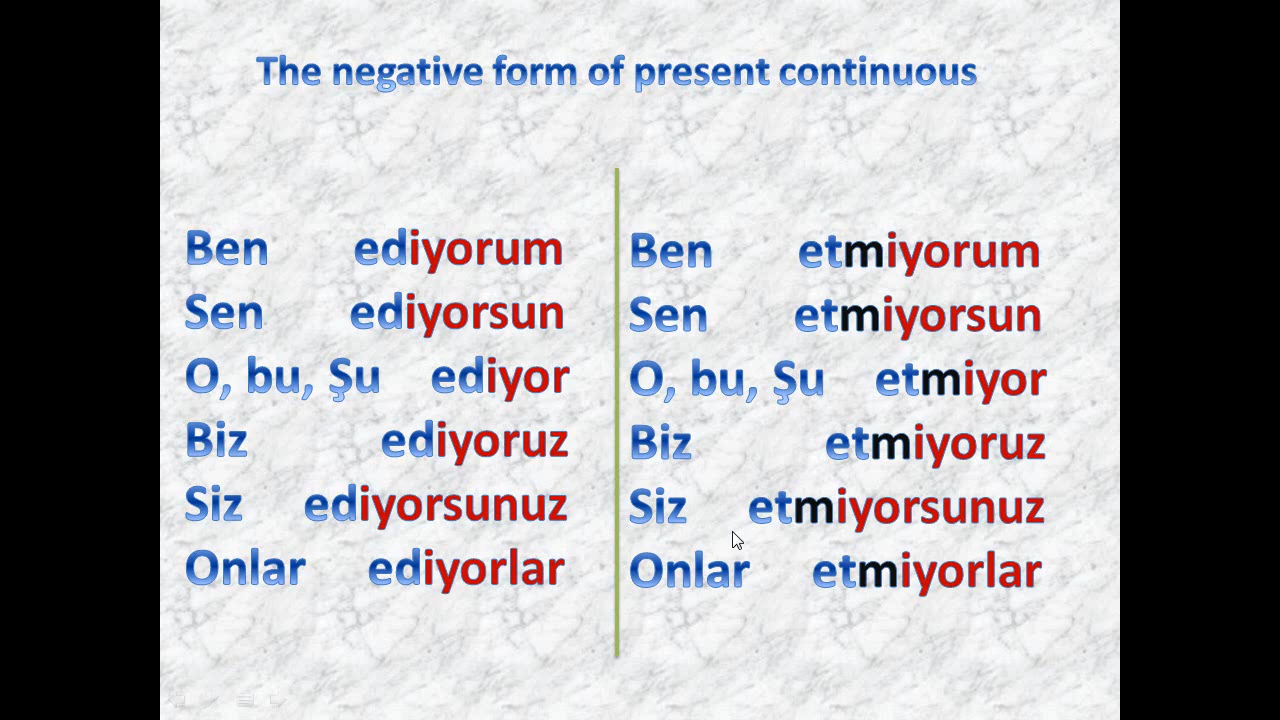 The negative form of present continuous
Ben ediyorum
Sen ediyorsun
O, bu, Şu ediyor
Biz ediyoruz
Siz ediyorsunuz
Onlar ediyorlar
Ben etmiyorum
Sen etmiyorsun
O, bu, Şu etmiyor
Biz etmiyoruz
Siz etmiyorsunuz
Onlar etmiyorlar